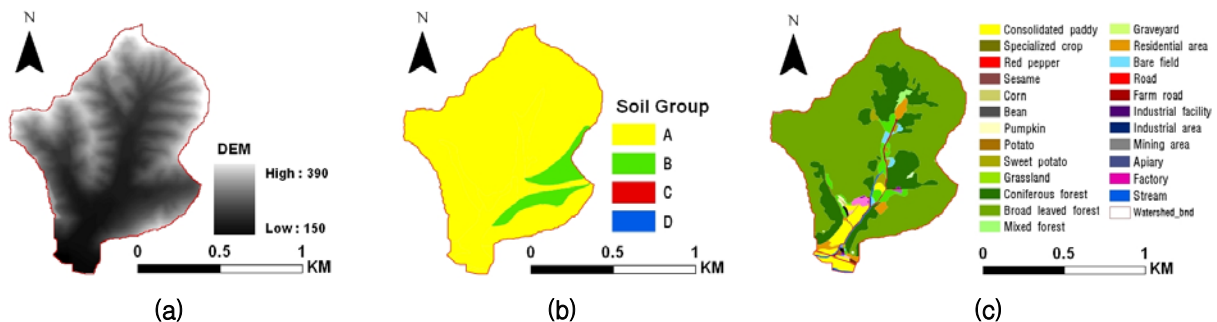 N
DEM
High : 390
Low : 150
0 0.5 1
KM
(a)
N
Soil Group
A
B
C
D
0 0.5 1
KM
(b)
N
Consolidated paddy
Specialized crop
Red pepper
Sesame
Corn
Bean
Pumpkin
Potato
Sweet potato
Grassland
Coniferous forest
Broad leaved forest
Mixed forest
Graveyard
Residential area
Bare field
Road
Farm road
Industrial facility
Industrial area
Mining area
Apiary
Factory
Stream
Watershed_bnd
0 0.5 1
KM
(c)